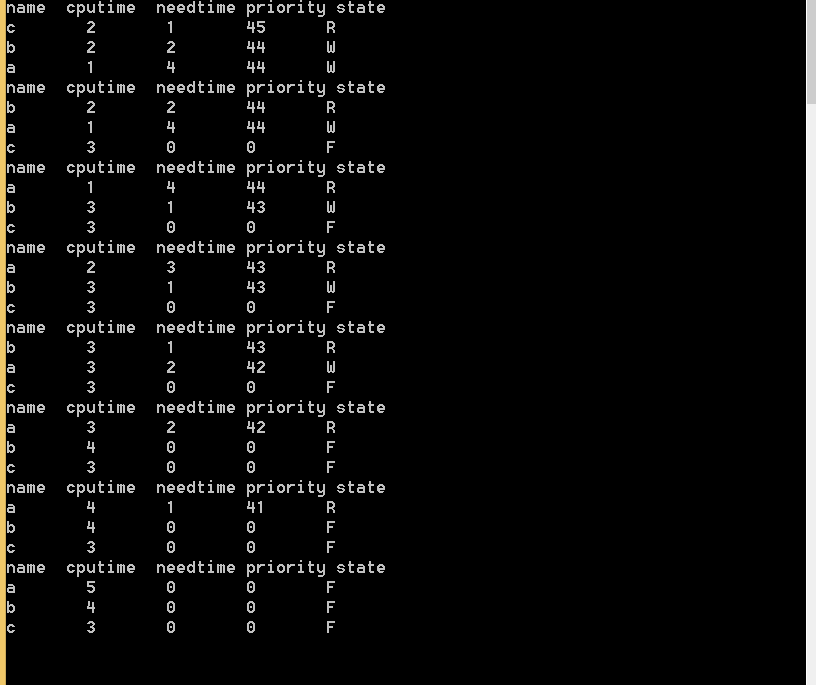 name  cputime  needtime priority state
c       2       1       45      R
b       2       2       44      W
a       1       4       44      W
name  cputime  needtime priority state
b       2       2       44      R
a       1       4       44      W
c       3       0       0       F
name  cputime  needtime priority state
a       1       4       44      R
b       3       1       43      W
c       3       0       0       F
name  cputime  needtime priority state
a       2       3       43      R
b       3       1       43      W
c       3       0       0       F
name  cputime  needtime priority state
b       3       1       43      R
a       3       2       42      W
c       3       0       0       F
name  cputime  needtime priority state
a       3       2       42      R
b       4       0       0       F
c       3       0       0       F
name  cputime  needtime priority state
a       4       1       41      R
b       4       0       0       F
c       3       0       0       F
name  cputime  needtime priority state
a       5       0       0       F
b       4       0       0       F
c       3       0       0       F